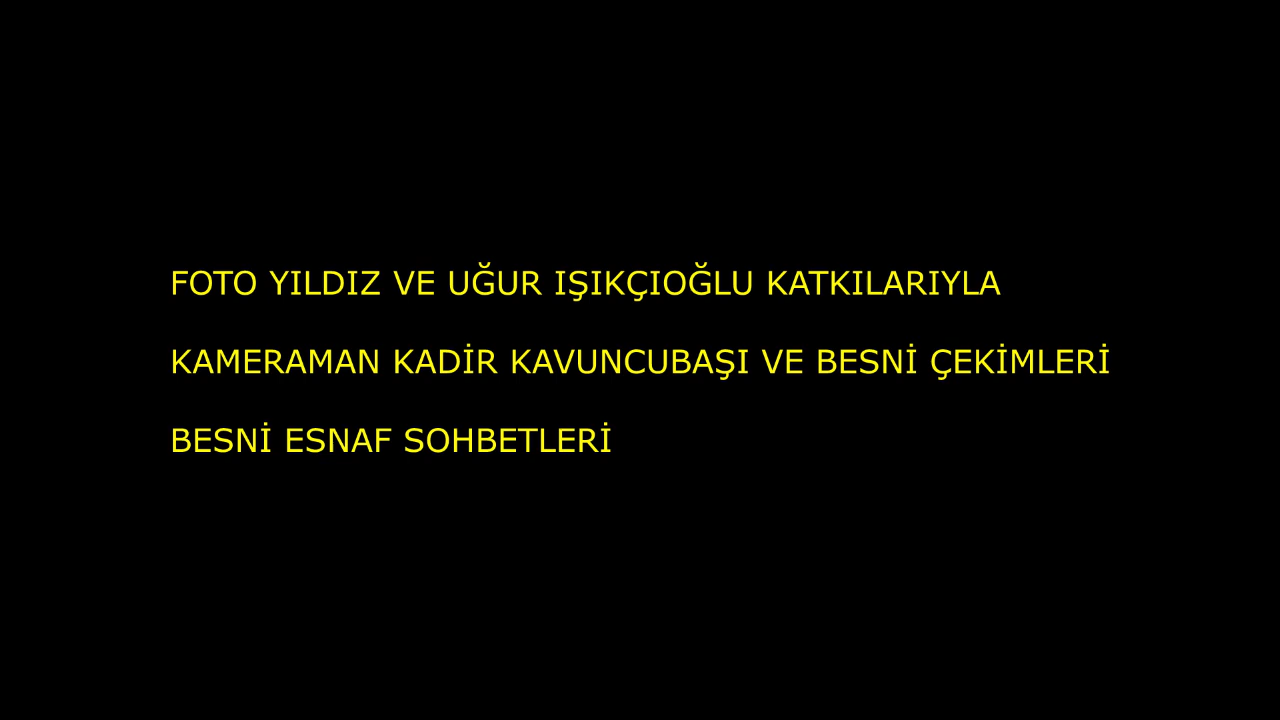 FOTO YILDIZ VE UĞUR IŞIKÇIOĞLU KATKILARIYLA
KAMERAMAN KADİR KAVUNCUBAŞI VE BESNİ ÇEKİMLERİ
BESNİ ESNAF SOHBETLERİ